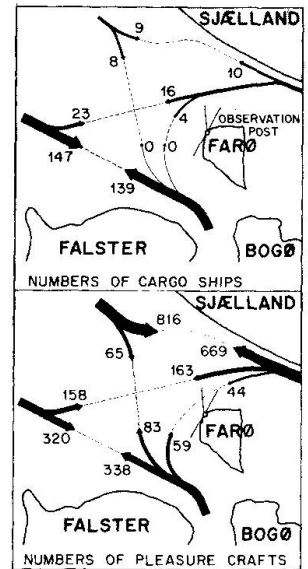 SJÆLLAND
9
8
10
16
23
4
OBSERVATION
POST
FARØ
147
0 0
139
FALSTER
BOGØ
NUMBERS OF CARGO SHIPS
SJÆLLAND
816
65
669
163
158
44
320
83
FARØ
59
338
FALSTER
BOGØ
NUMBERS OF PLEASURE CRAFTS